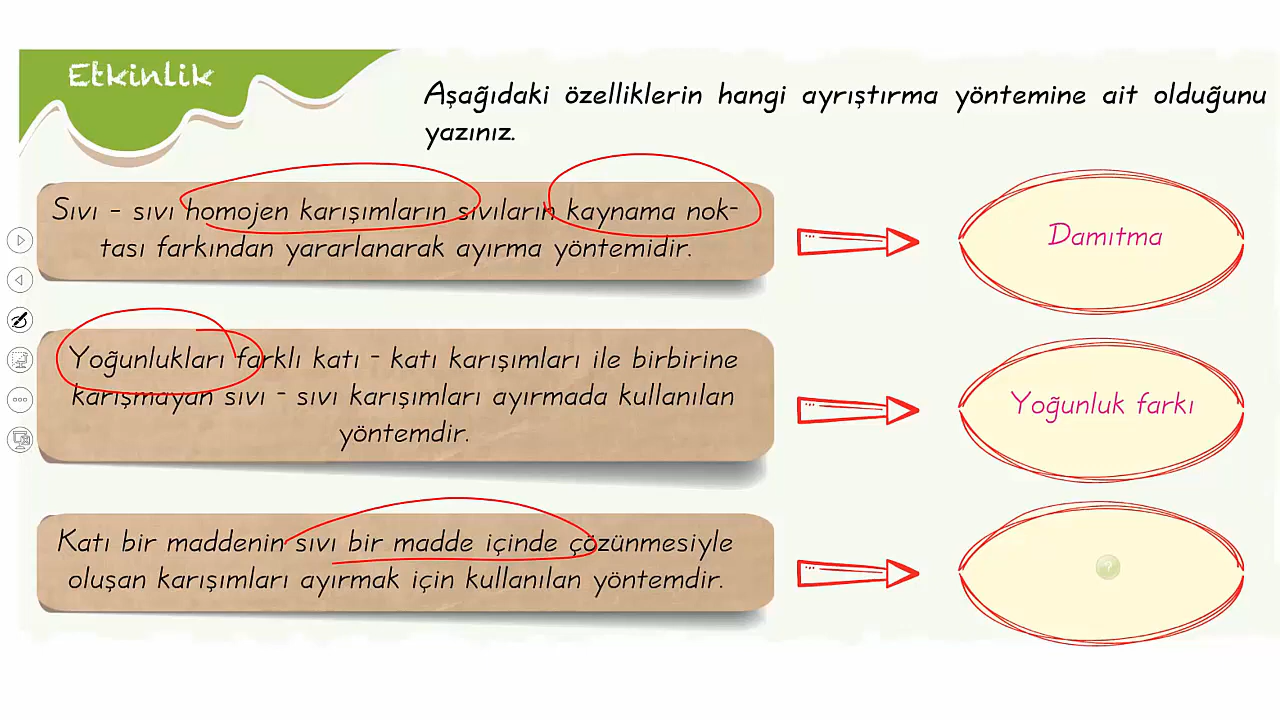 Etkinlik
Aşağıdaki özelliklerin hangi ayrıştırma yöntemine ait olduğunu
yazınız.
Sıvı - sıvı homojen karışımların sıvıların kaynama nok-
tası farkından yararlanarak ayırma yöntemidir.
Damıtma
Yoğunlukları farklı katı - katı karışımları ile birbirine
karışmayan sıvı - sıvı karışımları ayırmada kullanılan
yöntemdir.
Yoğunluk farkı
Katı bir maddenin sıvı bir madde içinde çözünmesiyle
oluşan karışımları ayırmak için kullanılan yöntemdir.
?